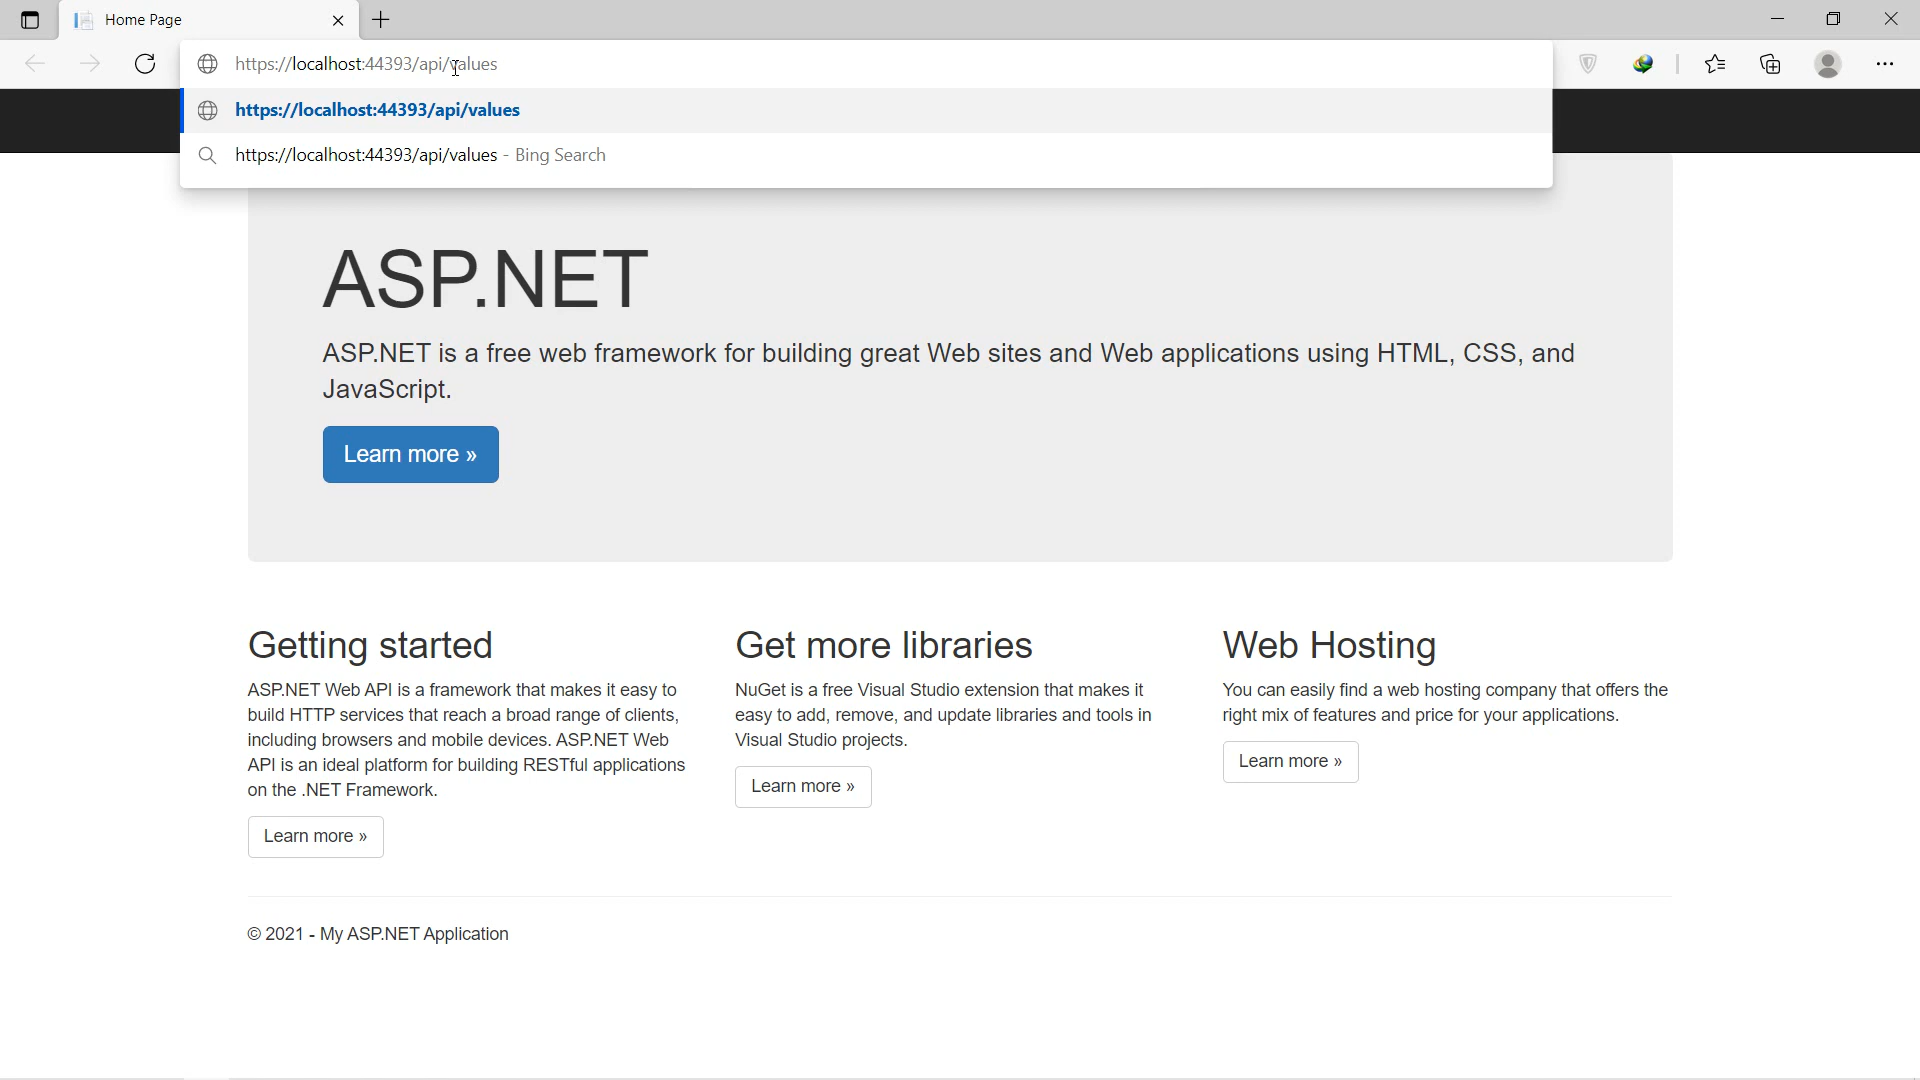 Home Page
https://localhost:44393/api/values
https://localhost:44393/api/values
https://localhost:44393/api/values - Bing Search
ASP.NET
ASP.NET is a free web framework for building great Web sites and Web applications using HTML, CSS, and
JavaScript.
Learn more »
Getting started
ASP.NET Web API is a framework that makes it easy to
build HTTP services that reach a broad range of clients,
including browsers and mobile devices. ASP.NET Web
API is an ideal platform for building RESTful applications
on the .NET Framework.
Learn more »
Get more libraries
NuGet is a free Visual Studio extension that makes it
easy to add, remove, and update libraries and tools in
Visual Studio projects.
Learn more »
Web Hosting
You can easily find a web hosting company that offers the
right mix of features and price for your applications.
Learn more »
© 2021 - My ASP.NET Application